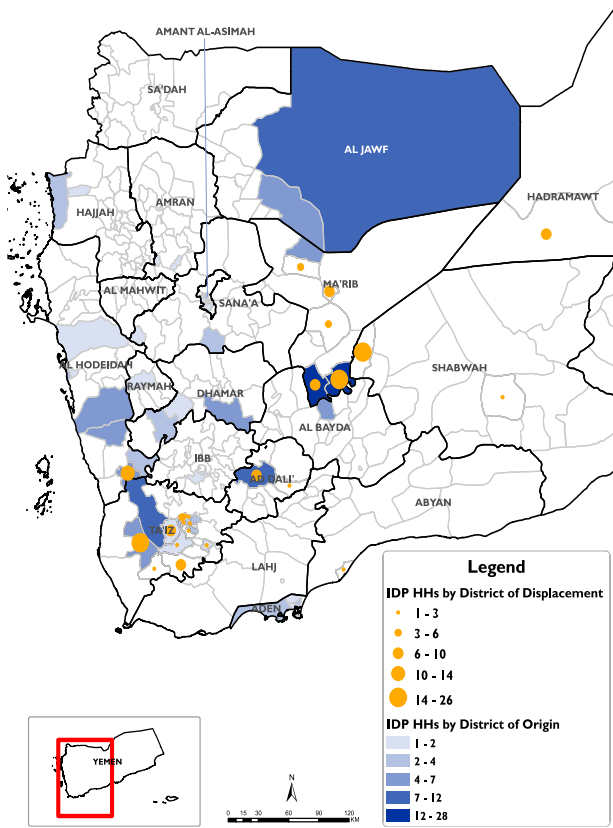 AMANT AL-ASIMAH
SA'DAH
AL JAWF
HADRAMAWT
HAJJAH
AMRAN
MA'RIB
AL MAHWIT
SANA'A
AL HODEIDAH
SHABWAH
RAYMAH
DHAMAR
AL BAYDA
IBB
AD DALI'
ABYAN
TA'IZ
LAHJ
ADEN
Legend
IDP HHs by District of Displacement
1 - 3
3 - 6
6 - 10
10 - 14
14 - 26
IDP HHs by District of Origin
1 - 2
2 - 4
4 - 7
7 - 12
12 - 28
YEMEN
N
0 15 30 60 90 120
KM